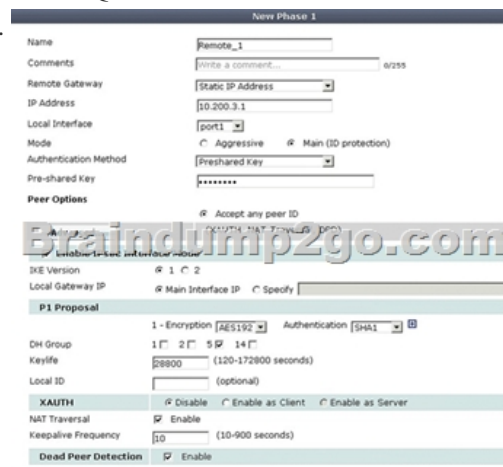 New Phase 1
Name Remote_1
Comments Write a comment... 0/255
Remote Gateway Static IP Address
IP Address 10.200.3.1
Local Interface port1
Mode Aggressive Main (ID protection)
Authentication Method Preshared Key
Pre-shared Key ••••••••
Peer Options
Accept any peer ID
Braindump2go.com
Enable IPsec Interface Mode
IKE Version 1 2
Local Gateway IP Main Interface IP Specify
P1 Proposal
1 - Encryption AES192 Authentication SHA1
DH Group 1 2 5 14
Keylife 28800 (120-172800 seconds)
Local ID (optional)
XAUTH Disable Enable as Client Enable as Server
NAT Traversal Enable
Keepalive Frequency 10 (10-900 seconds)
Dead Peer Detection Enable